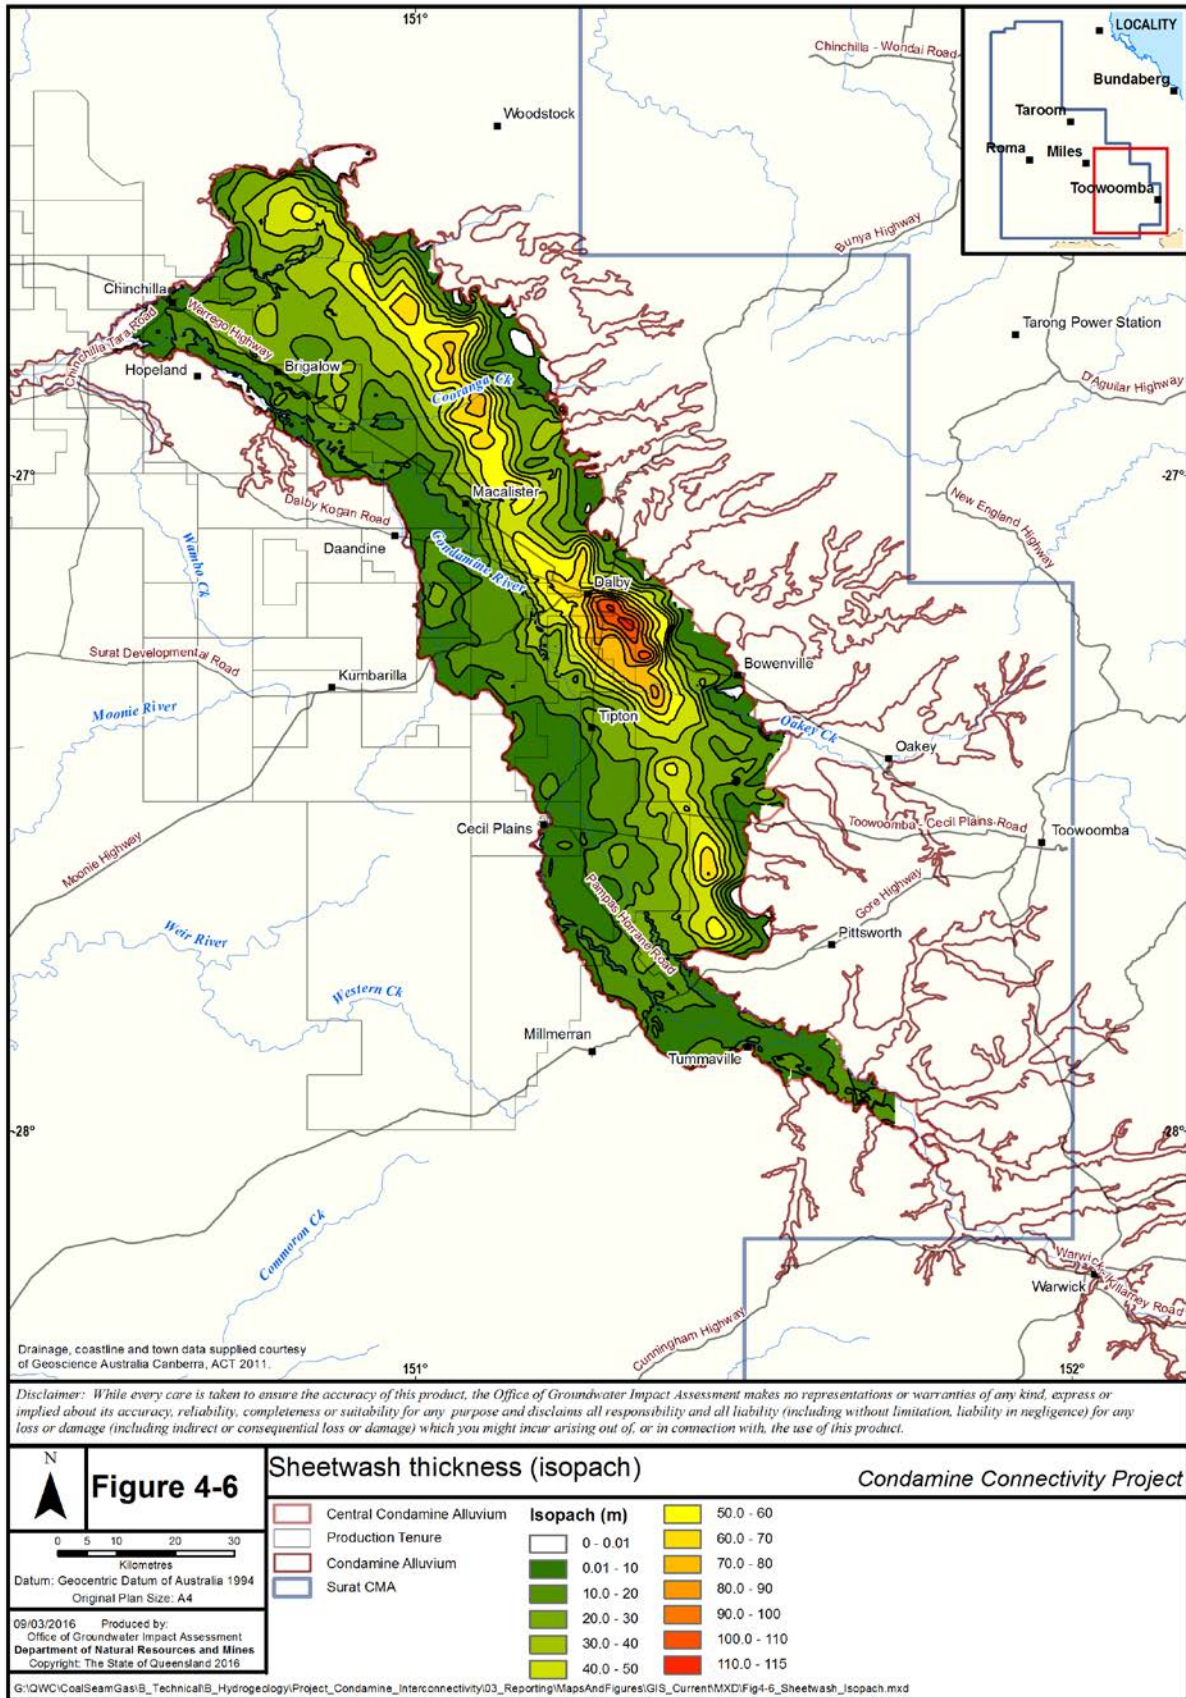 151°
LOCALITY
Bundaberg
Taroom
Roma
Miles
Toowoomba
Chinchilla - Wondai Road
Woodstock
Bunya Highway
Chinchilla
Warrego Highway
Chinchilla Tara Road
Hopeland
Brigalow
Cooranga Ck
Tarong Power Station
D'Aguilar Highway
-27°
-27°
Macalister
New England Highway
Dalby Kogan Road
Daandine
Condamine River
Wambo Ck
Dalby
Surat Developmental Road
Kumbarilla
Bowenville
Moonie River
Tipton
Oakey Ck
Oakey
Cecil Plains
Toowoomba - Cecil Plains Road
Toowoomba
Moonie Highway
Pampas Horrane Road
Gore Highway
Weir River
Pittsworth
Western Ck
Millmerran
Tummaville
-28°
-28°
Commoron Ck
Warwick Killarney Road
Warwick
Cunningham Highway
Drainage, coastline and town data supplied courtesy
of Geoscience Australia Canberra, ACT 2011.
151°
152°
Disclaimer: While every care is taken to ensure the accuracy of this product, the Office of Groundwater Impact Assessment makes no representations or warranties of any kind, express or
implied about its accuracy, reliability, completeness or suitability for any purpose and disclaims all responsibility and all liability (including without limitation, liability in negligence) for any
loss or damage (including indirect or consequential loss or damage) which you might incur arising out of, or in connection with, the use of this product.
N
Figure 4-6
0 5 10 20 30
Kilometres
Datum: Geocentric Datum of Australia 1994
Original Plan Size: A4
09/03/2016 Produced by:
Office of Groundwater Impact Assessment
Department of Natural Resources and Mines
Copyright: The State of Queensland 2016
Sheetwash thickness (isopach)
Condamine Connectivity Project
Central Condamine Alluvium
Production Tenure
Condamine Alluvium
Surat CMA
Isopach (m)
0 - 0.01
0.01 - 10
10.0 - 20
20.0 - 30
30.0 - 40
40.0 - 50
50.0 - 60
60.0 - 70
70.0 - 80
80.0 - 90
90.0 - 100
100.0 - 110
110.0 - 115
G:\QWC\CoalSeamGas\B_Technical\B_Hydrogeology\Project_Condamine_Interconnectivity\03_Reporting\MapsAndFigures\GIS_Current\MXD\Fig4-6_Sheetwash_Isopach.mxd